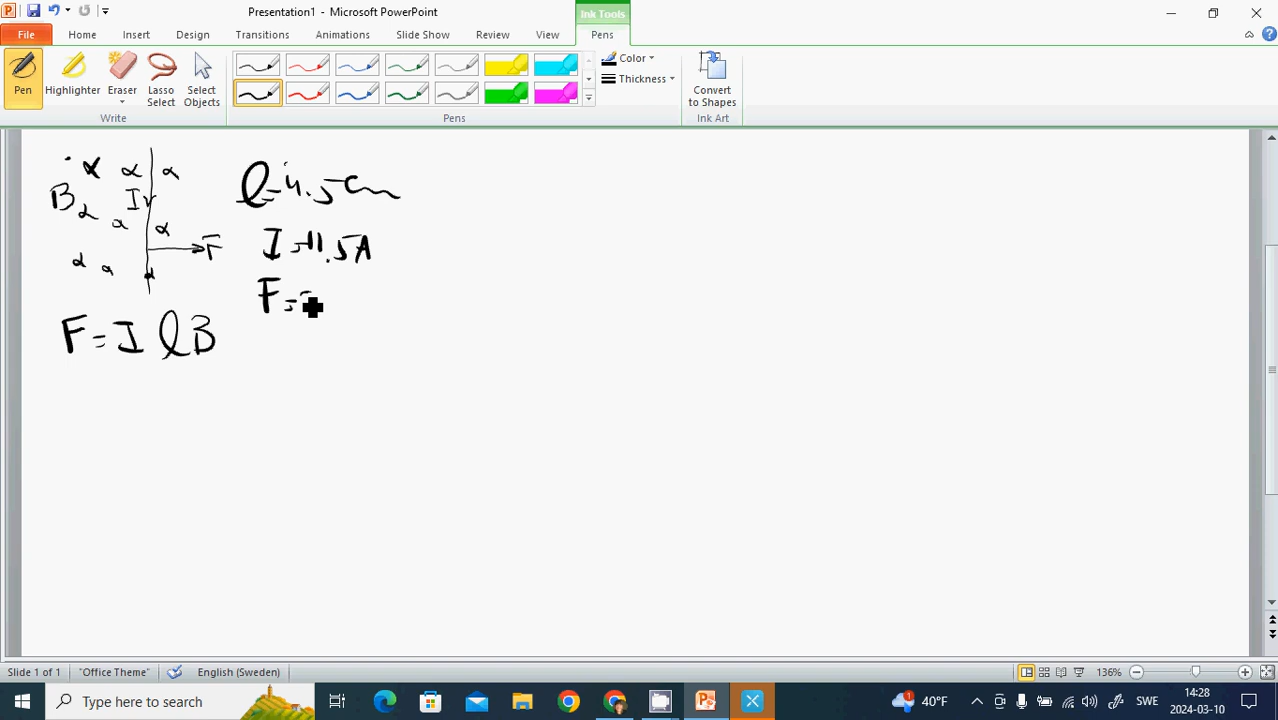 Presentation1 - Microsoft PowerPoint
Ink Tools
File Home Insert Design Transitions Animations Slide Show Review View Pens
Pen
Highlighter
Eraser
Lasso Select
Select Objects
Color
Thickness
Convert to Shapes
Write
Pens
Ink Art
B
I
F
l=4.5cm
I=11.5A
F=
F=IlB
Slide 1 of 1
"Office Theme"
English (Sweden)
136%
Type here to search
40°F
SWE
14:28
2024-03-10
1